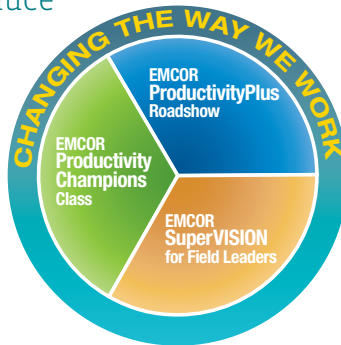 CHANGING THE WAY WE WORK
EMCOR
ProductivityPlus
Roadshow
EMCOR
Productivity
Champions
Class
EMCOR
SuperVISION
for Field Leaders